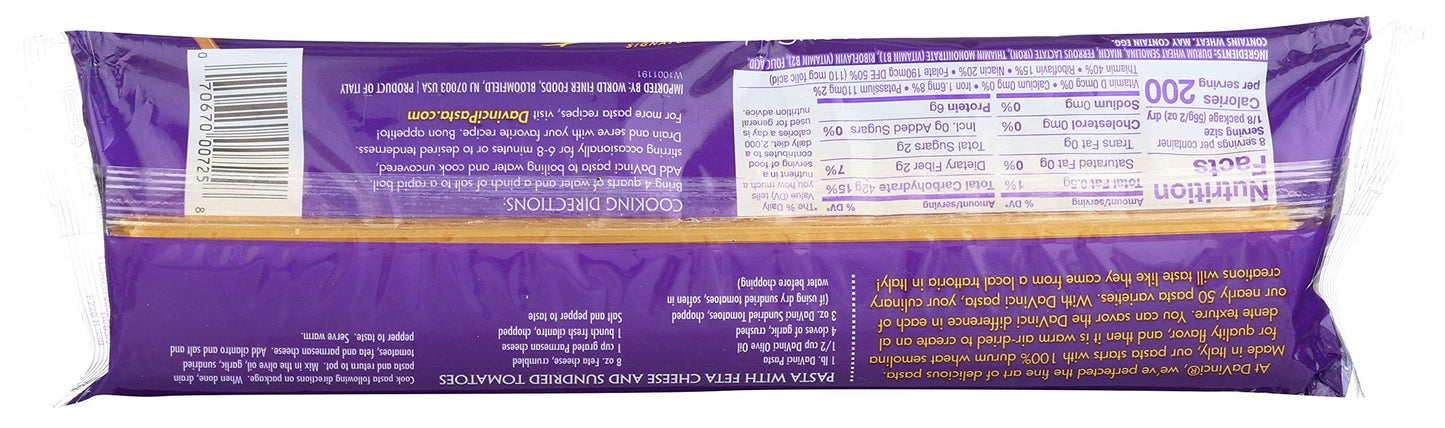 At DaVinci®, we've perfected the fine art of delicious pasta.
Made in Italy, our pasta starts with 100% durum wheat semolina
for quality flavor, and then it is warm air-dried to create an al
dente texture. You can savor the DaVinci difference in each of
our nearly 50 pasta varieties. With DaVinci pasta, your culinary
creations will taste like they came from a local trattoria in Italy!
PASTA WITH FETA CHEESE AND SUNDRIED TOMATOES
1 lb. DaVinci Pasta
1/2 cup DaVinci Olive Oil
4 cloves of garlic, crushed
3 oz. DaVinci Sundried Tomatoes, chopped
(if using dry sundried tomatoes, soften in
water before chopping)
8 oz. Feta cheese, crumbled
1 cup grated Parmesan cheese
1 bunch fresh cilantro, chopped
Salt and pepper to taste
Cook pasta following directions on package. When done, drain
pasta and return to pot. Mix in the olive oil, garlic, sundried
tomatoes, feta and parmesan cheese. Add cilantro and salt and
pepper to taste. Serve warm.
Nutrition
Facts
8 servings per container
Serving size
1/8 package (56g/2 oz) dry
Calories 200
per serving
Amount/serving % DV*
Total Fat 0.5g 1%
Saturated Fat 0g 0%
Trans Fat 0g
Cholesterol 0mg 0%
Sodium 0mg 0%
Amount/serving % DV*
Total Carbohydrate 42g 15%
Dietary Fiber 2g 7%
Total Sugars 2g
Incl. 0g Added Sugars 0%
Protein 6g
Vitamin D 0mcg 0% • Calcium 0mg 0% • Iron 1.6mg 8% • Potassium 110mg 2%
Thiamin 40% • Riboflavin 15% • Niacin 20% • Folate 190mcg DFE 50% (110 mcg folic acid)
*The % Daily
Value (DV) tells
you how much a
nutrient in a
serving of food
contributes to a
daily diet. 2,000
calories a day is
used for general
nutrition advice.
INGREDIENTS: DURUM WHEAT SEMOLINA, NIACIN, FERROUS LACTATE (IRON), THIAMIN MONONITRATE (VITAMIN B1), RIBOFLAVIN (VITAMIN B2), FOLIC ACID
CONTAINS WHEAT. MAY CONTAIN EGG.
COOKING DIRECTIONS:
Bring 4 quarts of water and a pinch of salt to a rapid boil.
Add DaVinci pasta to boiling water and cook uncovered,
stirring occasionally for 6-8 minutes or to desired tenderness.
Drain and serve with your favorite recipe. Buon appetito!
For more pasta recipes, visit DavinciPasta.com
IMPORTED BY WORLD FINER FOODS, BLOOMFIELD, NJ 07003 USA | PRODUCT OF ITALY
W1001191
0 70670 00725 8